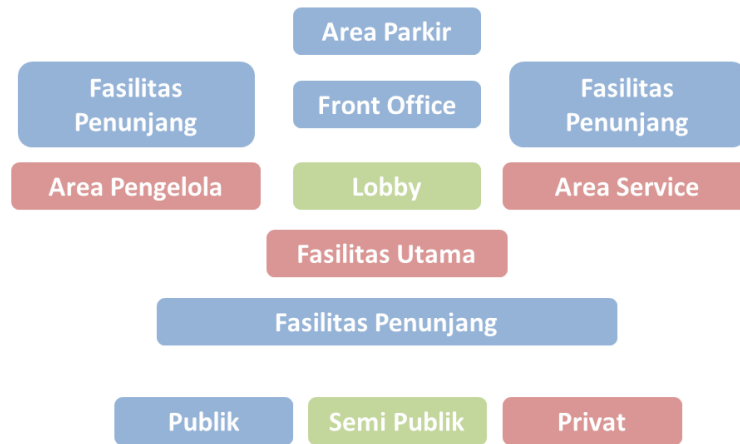 Area Parkir
Fasilitas
Penunjang
Front Office
Fasilitas
Penunjang
Area Pengelola
Lobby
Area Service
Fasilitas Utama
Fasilitas Penunjang
Publik
Semi Publik
Privat